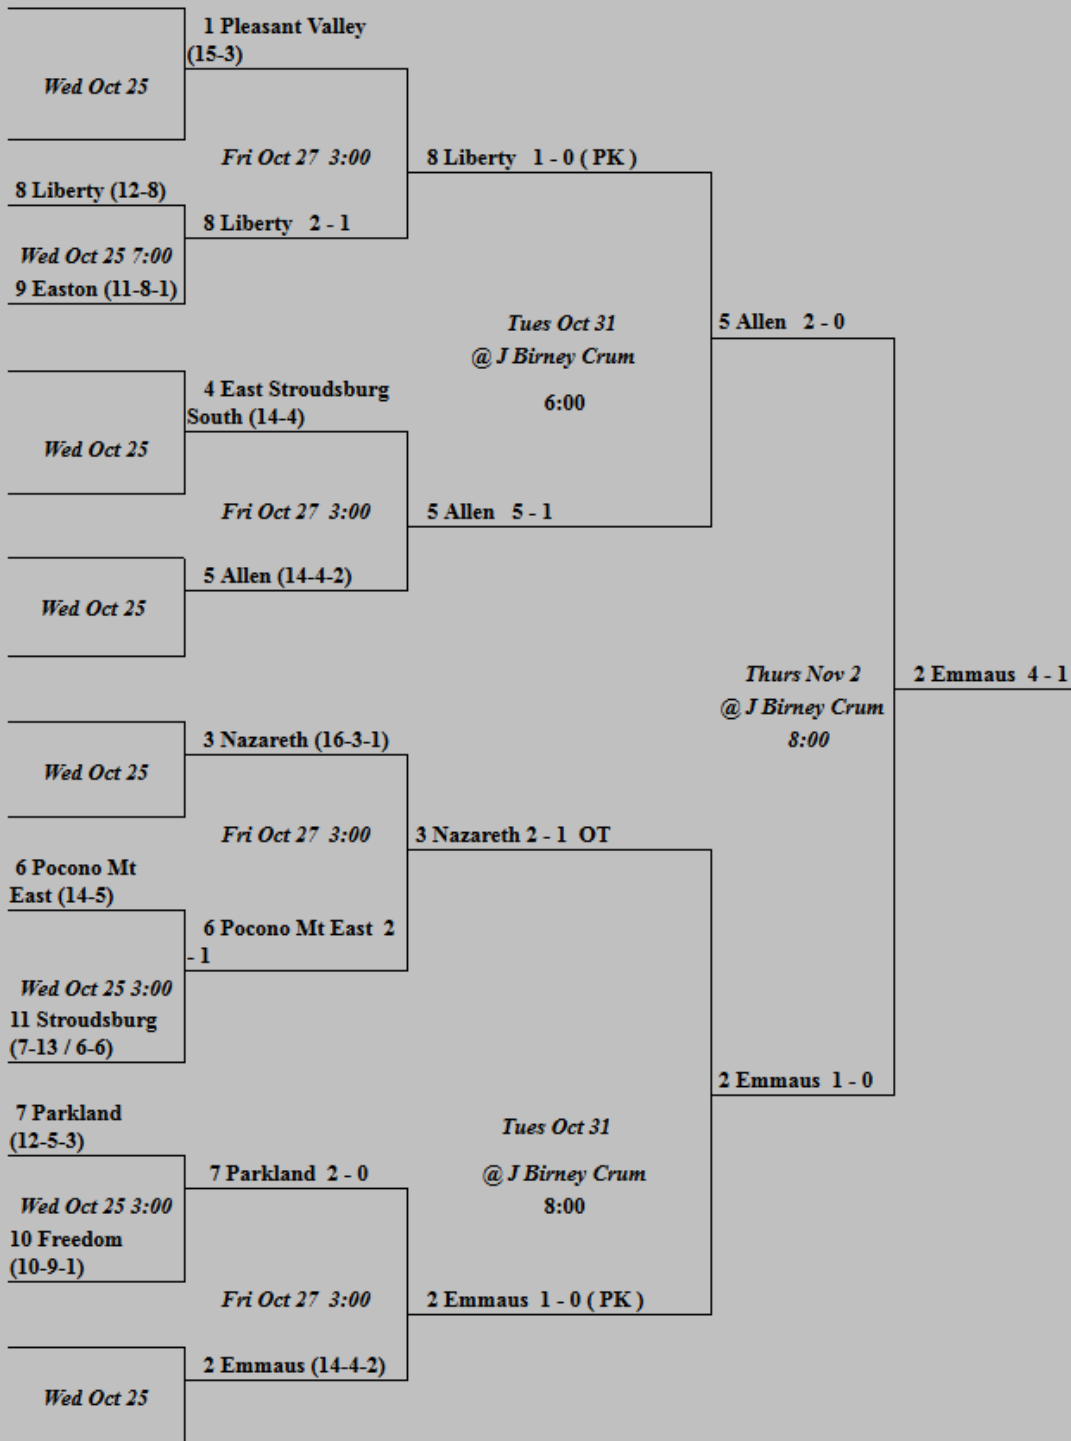 1 Pleasant Valley
(15-3)
Wed Oct 25
Fri Oct 27 3:00
8 Liberty 1 - 0 ( PK )
8 Liberty (12-8)
8 Liberty 2 - 1
Wed Oct 25 7:00
9 Easton (11-8-1)
Tues Oct 31
@ J Birney Crum
6:00
5 Allen 2 - 0
4 East Stroudsburg
South (14-4)
Wed Oct 25
Fri Oct 27 3:00
5 Allen 5 - 1
5 Allen (14-4-2)
Wed Oct 25
Thurs Nov 2
@ J Birney Crum
8:00
2 Emmaus 4 - 1
3 Nazareth (16-3-1)
Wed Oct 25
Fri Oct 27 3:00
3 Nazareth 2 - 1 OT
6 Pocono Mt
East (14-5)
6 Pocono Mt East 2
- 1
Wed Oct 25 3:00
11 Stroudsburg
(7-13 / 6-6)
2 Emmaus 1 - 0
7 Parkland
(12-5-3)
Tues Oct 31
@ J Birney Crum
8:00
7 Parkland 2 - 0
Wed Oct 25 3:00
10 Freedom
(10-9-1)
Fri Oct 27 3:00
2 Emmaus 1 - 0 ( PK )
2 Emmaus (14-4-2)
Wed Oct 25